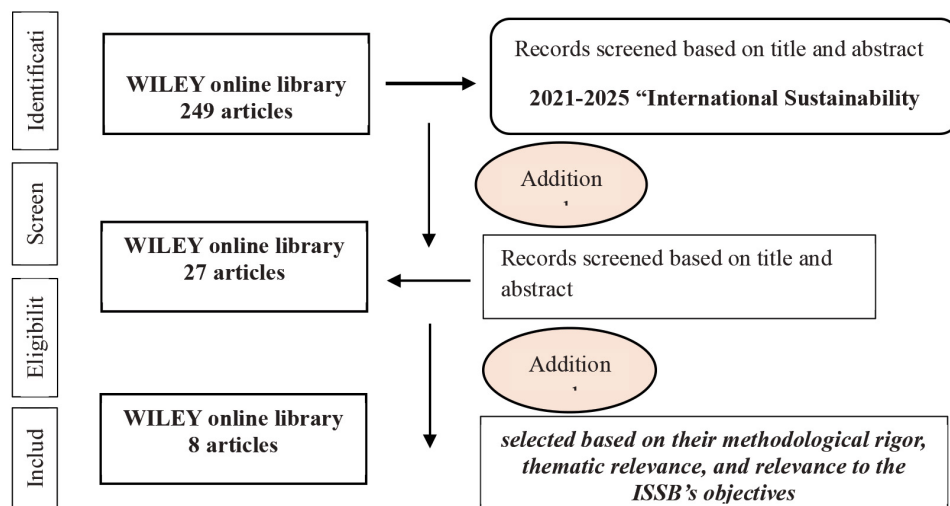 Identificati
WILEY online library
249 articles
Records screened based on title and abstract
2021-2025 “International Sustainability
Addition
Screen
WILEY online library
27 articles
Records screened based on title and
abstract
Eligibilit
Addition
Includ
WILEY online library
8 articles
selected based on their methodological rigor,
thematic relevance, and relevance to the
ISSB’s objectives